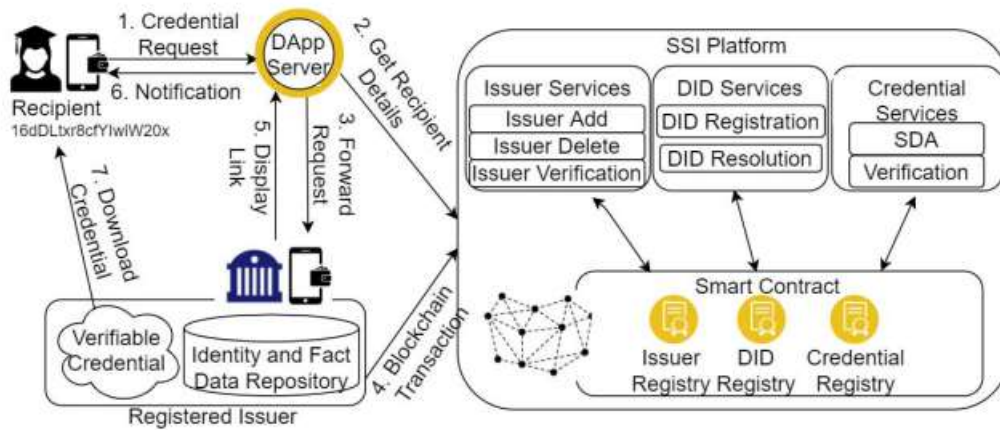 1. Credential
Request
6. Notification
Recipient
16dDLtxr8cfYIwIW20x
DApp
Server
2. Get Recipient
Details
3. Forward
Request
5. Display
Link
7. Download
Credential
Verifiable
Credential
Identity and Fact
Data Repository
Registered Issuer
4. Blockchain
Transaction
SSI Platform
Issuer Services
Issuer Add
Issuer Delete
Issuer Verification
DID Services
DID Registration
DID Resolution
Credential
Services
SDA
Verification
Smart Contract
Issuer
Registry
DID
Registry
Credential
Registry